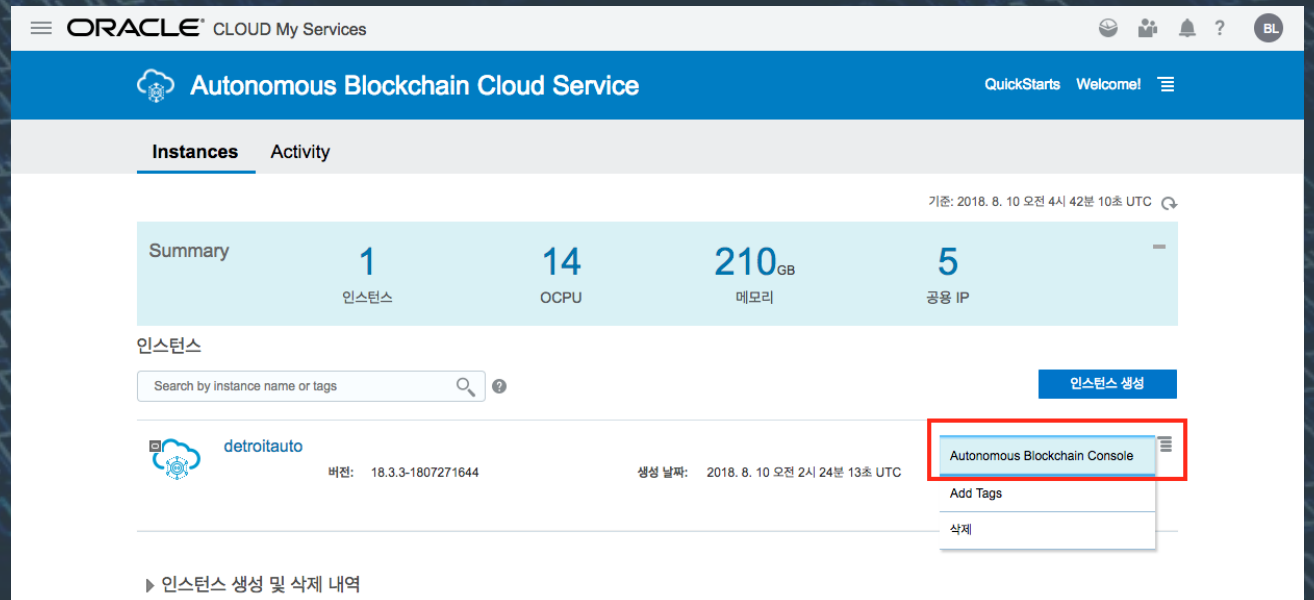 ORACLE® CLOUD My Services
? BL
Autonomous Blockchain Cloud Service
QuickStarts Welcome!
Instances Activity
기준: 2018. 8. 10 오전 4시 42분 10초 UTC
Summary
1 14 210GB 5
인스턴스 OCPU 메모리 공용 IP
인스턴스
Search by instance name or tags ?
인스턴스 생성
detroitauto
버전: 18.3.3-1807271644 생성 날짜: 2018. 8. 10 오전 2시 24분 13초 UTC
Autonomous Blockchain Console
Add Tags
삭제
인스턴스 생성 및 삭제 내역